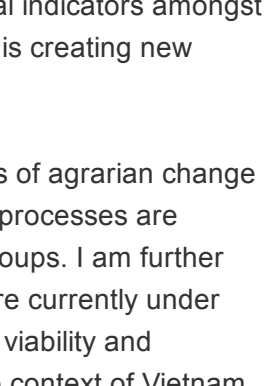 al indicators amongst
is creating new
s of agrarian change
processes are
oups. I am further
re currently under
viability and
context of Vietnam